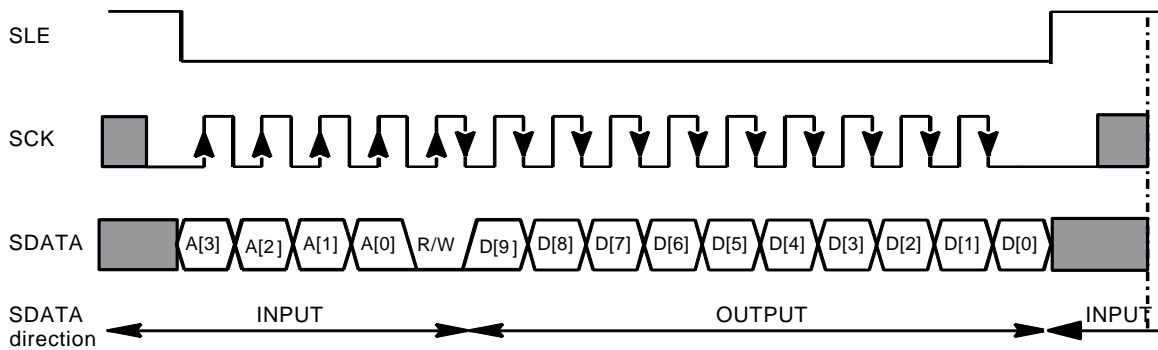 SLE
SCK
SDATA A[3] A[2] A[1] A[0] R/W D[9] D[8] D[7] D[6] D[5] D[4] D[3] D[2] D[1] D[0]
SDATA direction INPUT OUTPUT INPUT